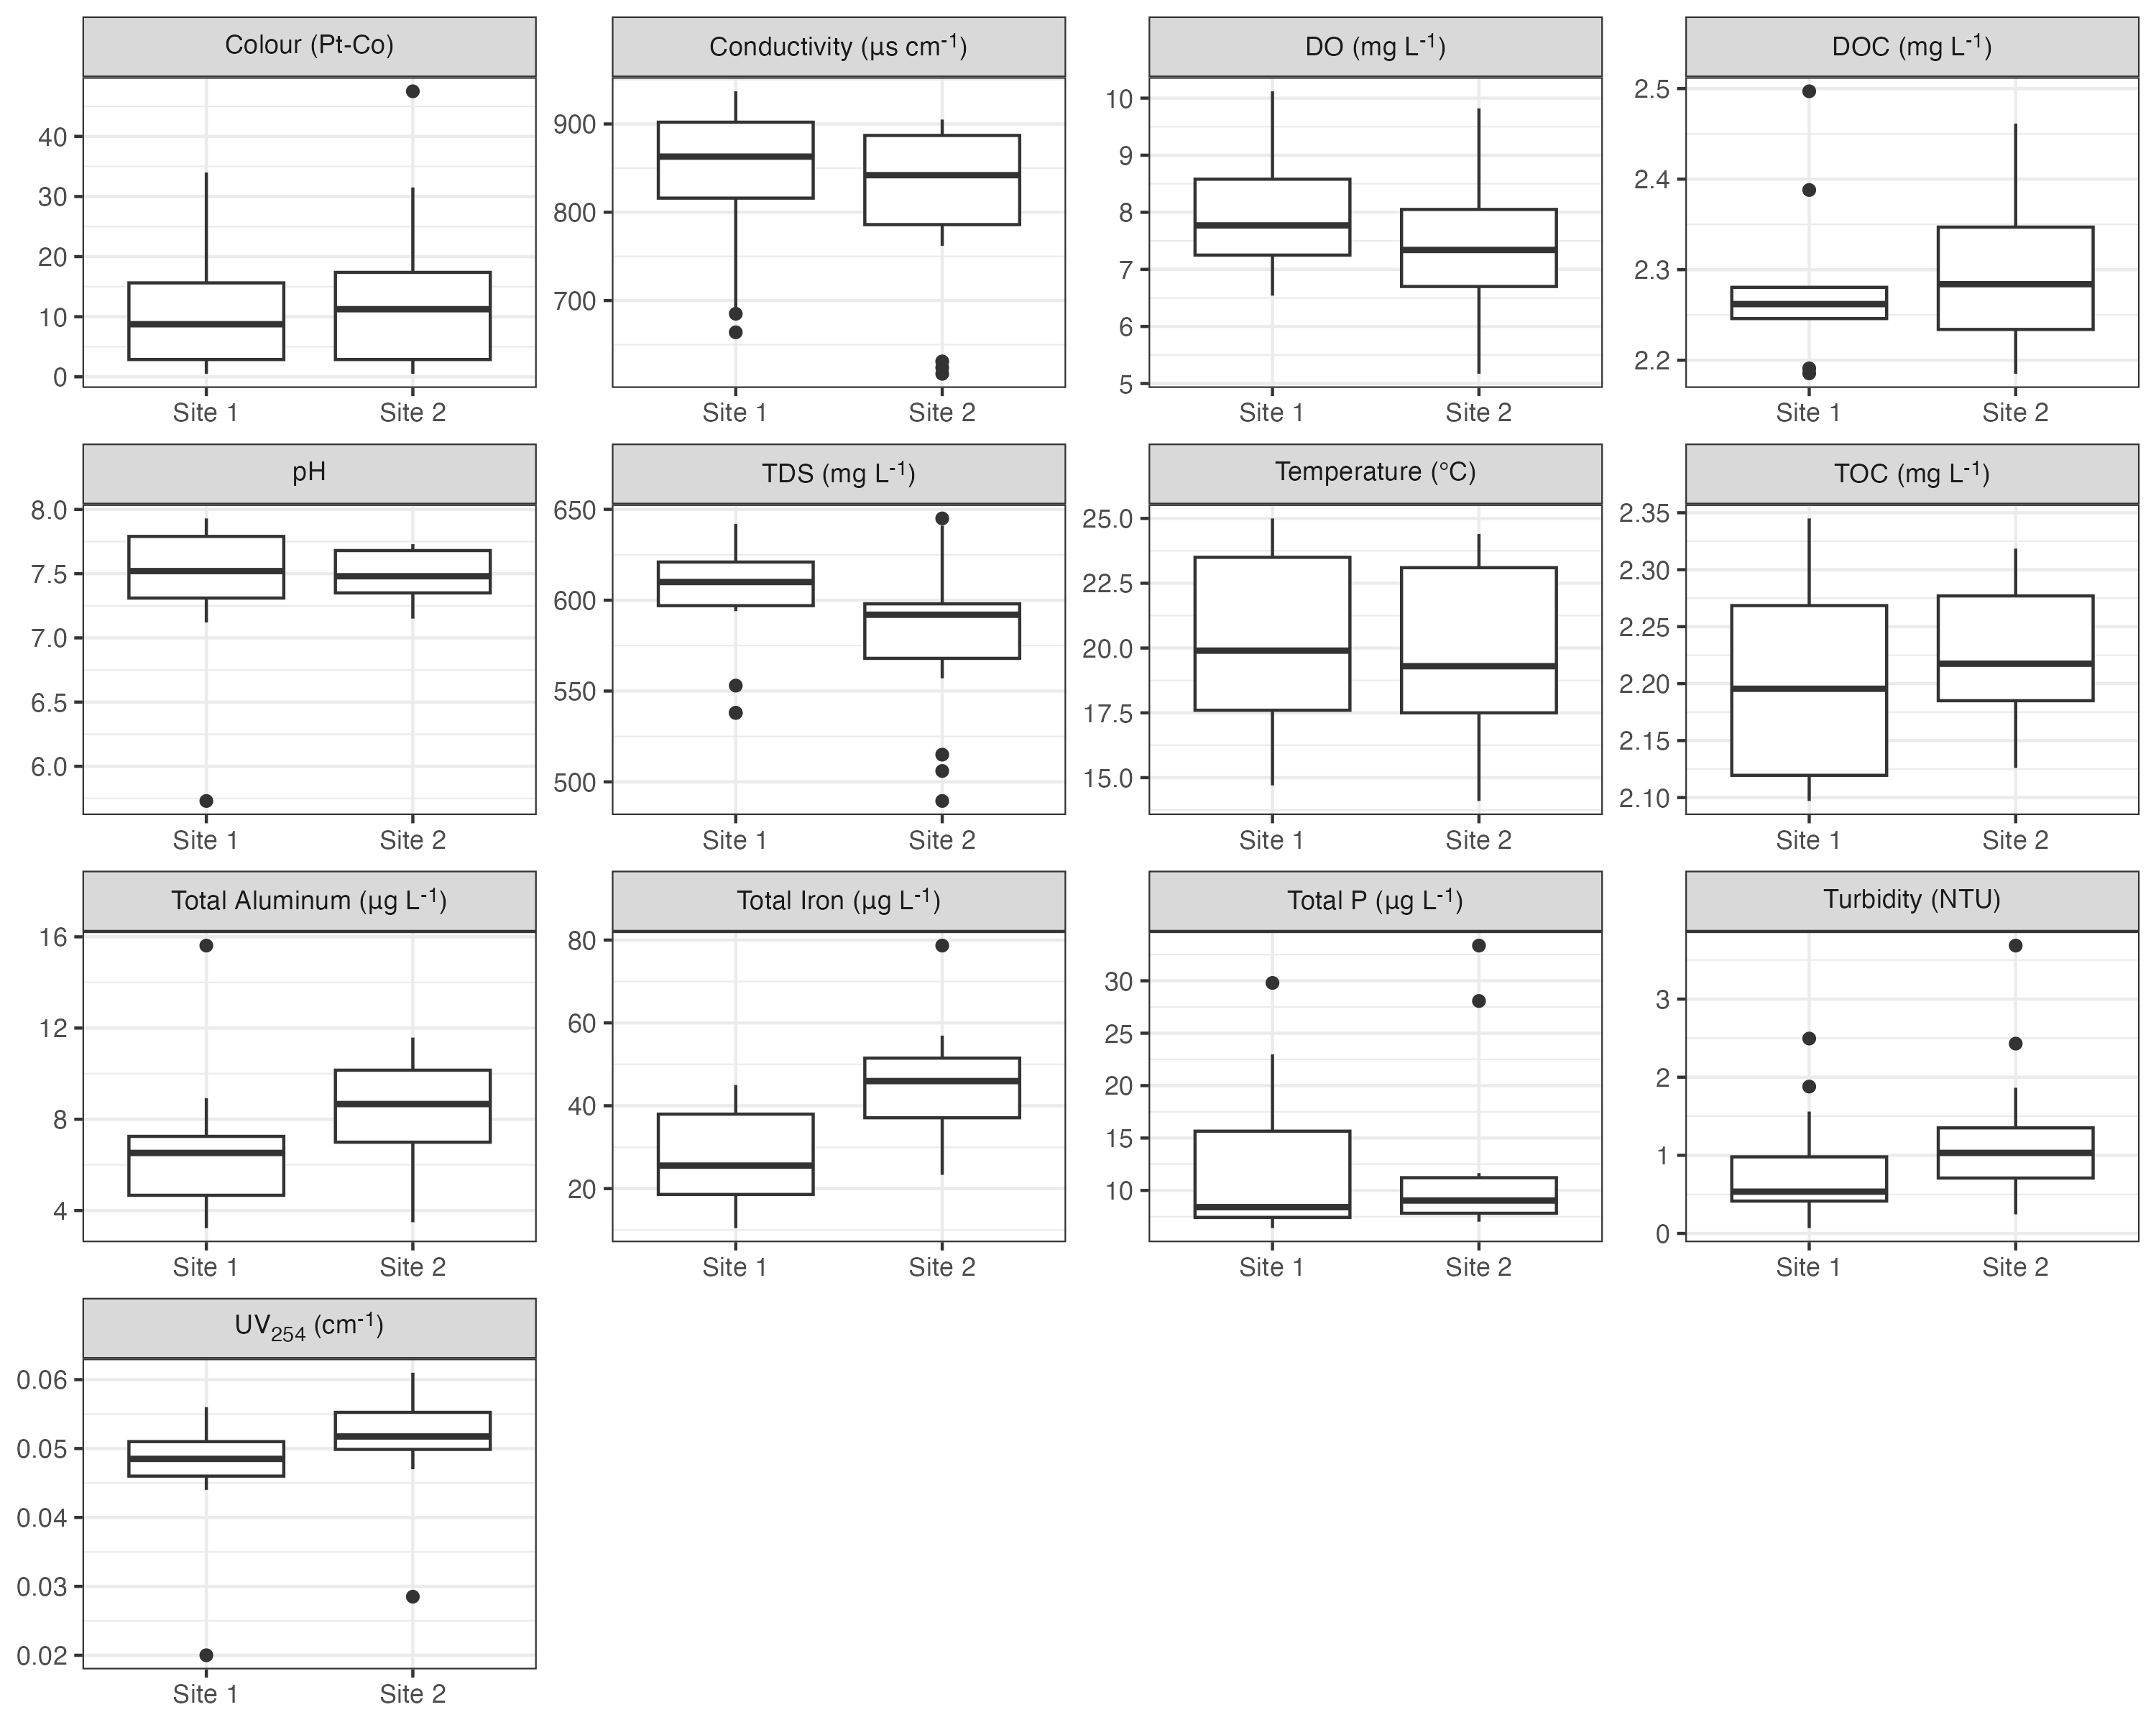 Colour (Pt-Co)
Conductivity (µs cm⁻¹)
DO (mg L⁻¹)
DOC (mg L⁻¹)
40
30
20
10
0
900
800
700
10
9
8
7
6
5
2.5
2.4
2.3
2.2
Site 1
Site 2
Site 1
Site 2
Site 1
Site 2
Site 1
Site 2
pH
TDS (mg L⁻¹)
Temperature (°C)
TOC (mg L⁻¹)
8.0
7.5
7.0
6.5
6.0
650
600
550
500
25.0
22.5
20.0
17.5
15.0
2.35
2.30
2.25
2.20
2.15
2.10
Site 1
Site 2
Site 1
Site 2
Site 1
Site 2
Site 1
Site 2
Total Aluminum (µg L⁻¹)
Total Iron (µg L⁻¹)
Total P (µg L⁻¹)
Turbidity (NTU)
16
12
8
4
80
60
40
20
30
25
20
15
10
3
2
1
0
Site 1
Site 2
Site 1
Site 2
Site 1
Site 2
Site 1
Site 2
UV₂₅₄ (cm⁻¹)
0.06
0.05
0.04
0.03
0.02
Site 1
Site 2